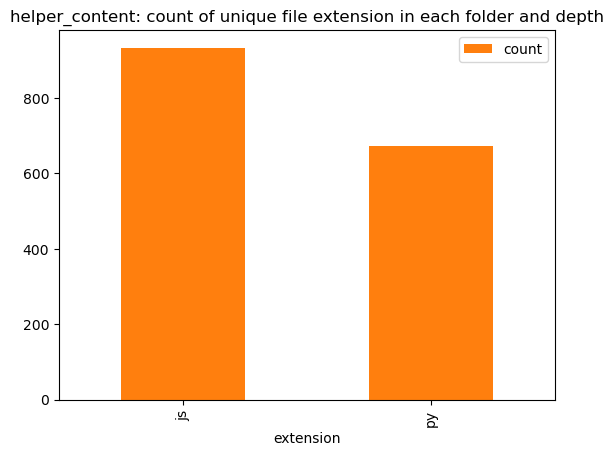 helper_content: count of unique file extension in each folder and depth
count
800
600
400
200
0
js
py
extension